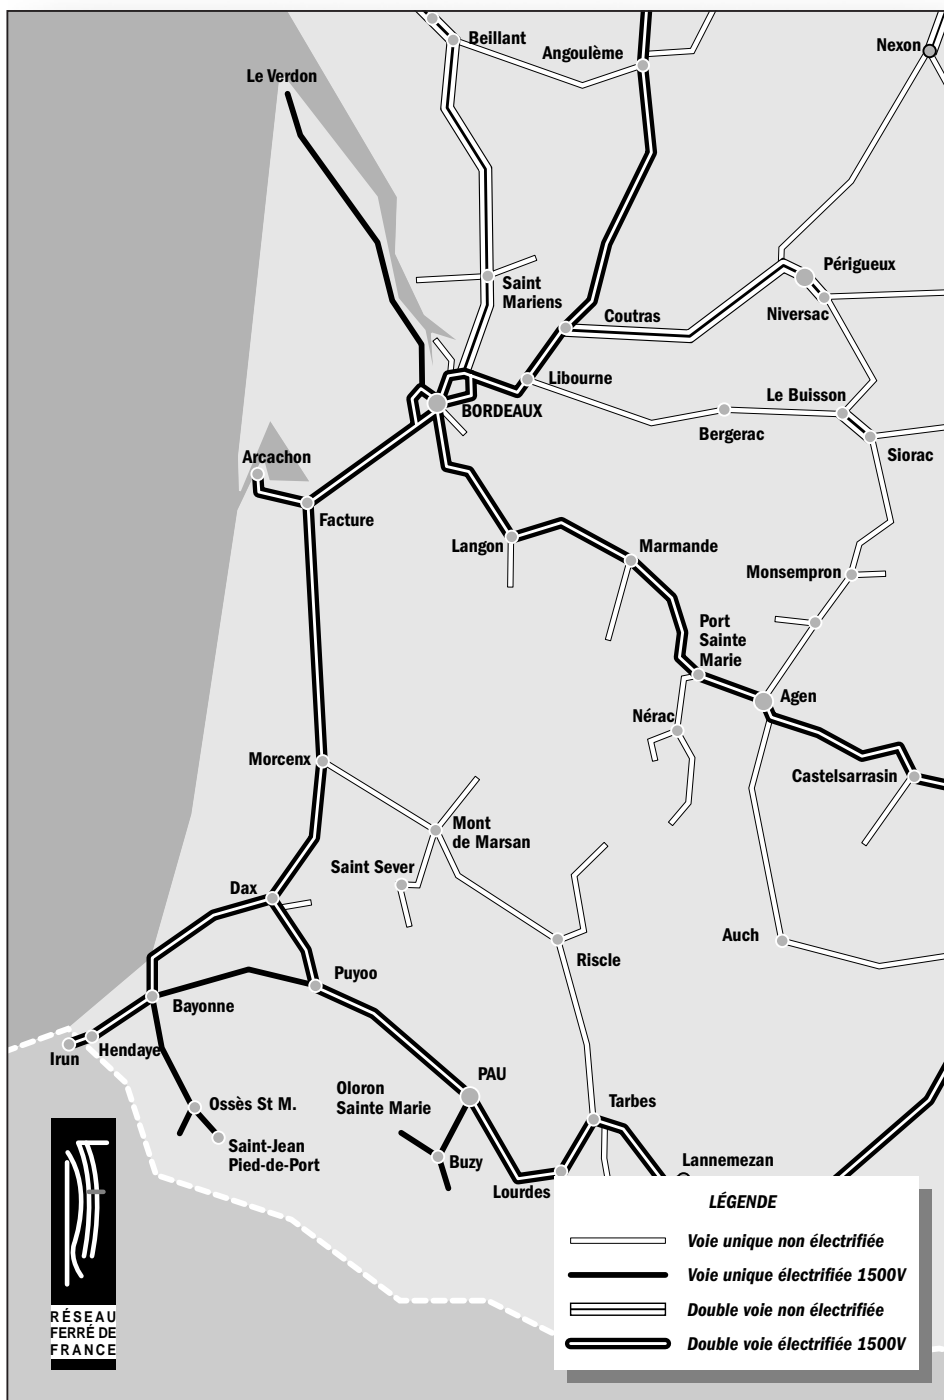 Beillant
Angoulème
Nexon
Le Verdon
Périgueux
Saint
Mariens
Coutras
Niversac
Libourne
Le Buisson
BORDEAUX
Bergerac
Siorac
Arcachon
Facture
Langon
Marmande
Monsempron
Port
Sainte
Marie
Agen
Nérac
Morcenx
Castelsarrasin
Mont
de Marsan
Saint Sever
Dax
Auch
Riscle
Puyoo
Bayonne
Irun
Hendaye
PAU
Oloron
Sainte Marie
Ossès St M.
Tarbes
Saint-Jean
Pied-de-Port
Buzy
Lannemezan
Lourdes
LÉGENDE
Voie unique non électrifiée
Voie unique électrifiée 1500V
Double voie non électrifiée
Double voie électrifiée 1500V
RÉSEAU
FERRÉ DE
FRANCE